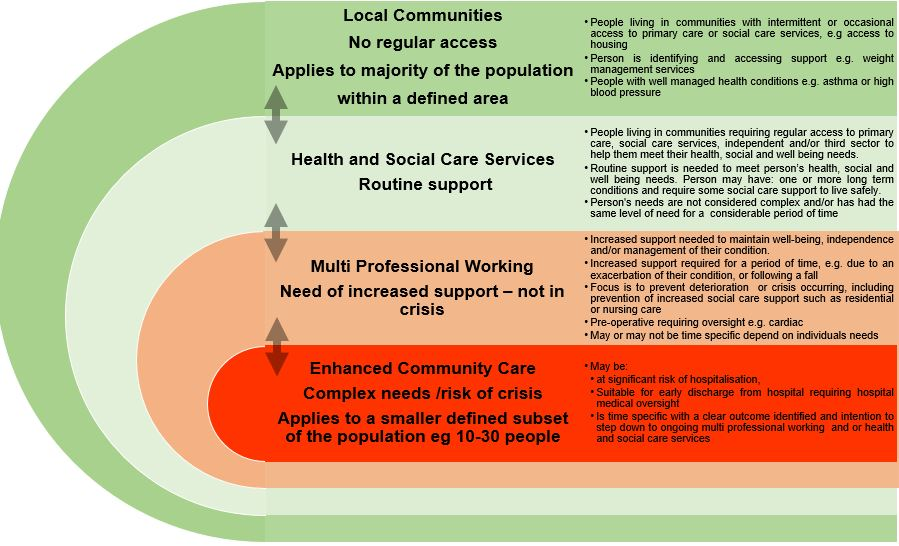 Local Communities
No regular access
Applies to majority of the population
within a defined area
• People living in communities with intermittent or occasional
access to primary care or social care services, e.g access to
housing
• Person is identifying and accessing support e.g. weight
management services
• People with well managed health conditions e.g. asthma or high
blood pressure
Health and Social Care Services
Routine support
• People living in communities requiring regular access to primary
care, social care services, independent and/or third sector to
help them meet their health, social and well being needs.
• Routine support is needed to meet person's health, social and
well being needs. Person may have: one or more long term
conditions and require some social care support to live safely.
• Person's needs are not considered complex and/or has had the
same level of need for a considerable period of time
Multi Professional Working
Need of increased support – not in
crisis
• Increased support needed to maintain well-being, independence
and/or management of their condition.
• Increased support required for a period of time, e.g. due to an
exacerbation of their condition, or following a fall
• Focus is to prevent deterioration or crisis occurring, including
prevention of increased social care support such as residential
or nursing care
• Pre-operative requiring oversight e.g. cardiac
• May or may not be time specific depend on individuals needs
Enhanced Community Care
Complex needs /risk of crisis
Applies to a smaller defined subset
of the population eg 10-30 people
• May be:
• at significant risk of hospitalisation,
• Suitable for early discharge from hospital requiring hospital
medical oversight
• Is time specific with a clear outcome identified and intention to
step down to ongoing multi professional working and or health
and social care services